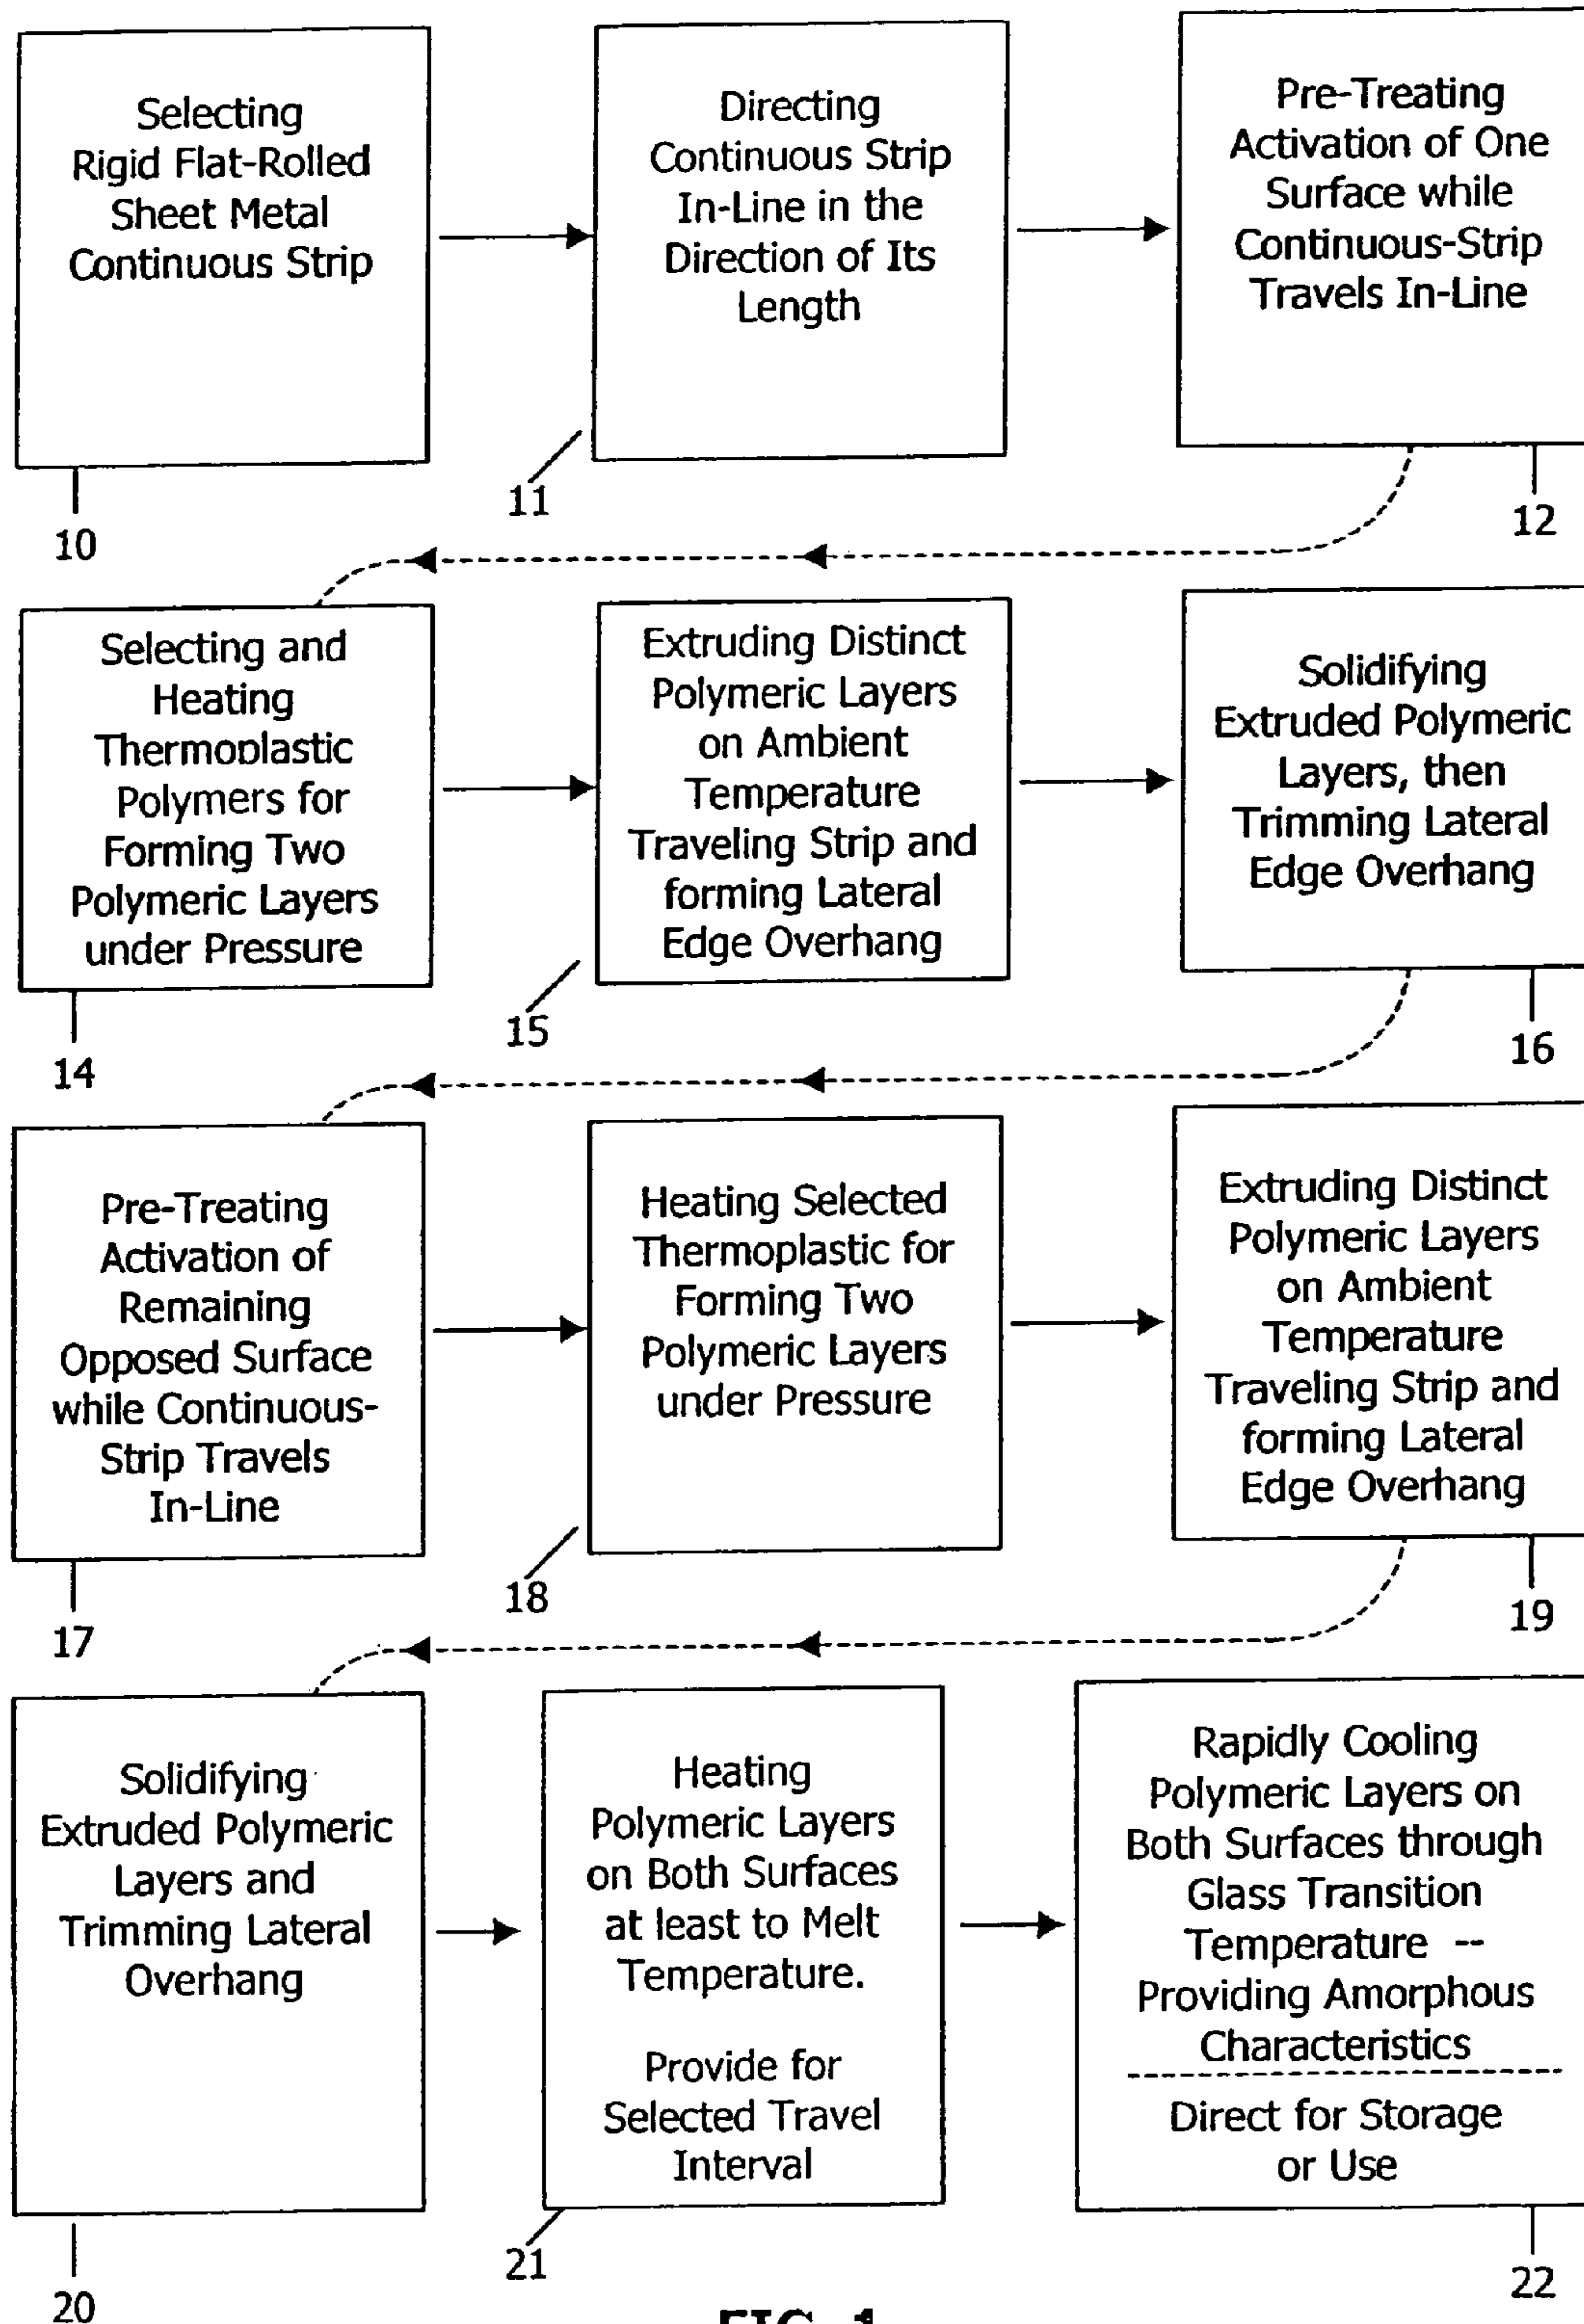 Selecting
Rigid Flat-Rolled
Sheet Metal
Continuous Strip
10
Directing
Continuous Strip
In-Line in the
Direction of Its
Length
11
Pre-Treating
Activation of One
Surface while
Continuous-Strip
Travels In-Line
12
Selecting and
Heating
Thermoplastic
Polymers for
Forming Two
Polymeric Layers
under Pressure
14
Extruding Distinct
Polymeric Layers
on Ambient
Temperature
Traveling Strip and
forming Lateral
Edge Overhang
15
Solidifying
Extruded Polymeric
Layers, then
Trimming Lateral
Edge Overhang
16
Pre-Treating
Activation of
Remaining
Opposed Surface
while Continuous-
Strip Travels
In-Line
17
Heating Selected
Thermoplastic for
Forming Two
Polymeric Layers
under Pressure
18
Extruding Distinct
Polymeric Layers
on Ambient
Temperature
Traveling Strip and
forming Lateral
Edge Overhang
19
Solidifying
Extruded Polymeric
Layers and
Trimming Lateral
Overhang
20
Heating
Polymeric Layers
on Both Surfaces
at least to Melt
Temperature.
Provide for
Selected Travel
Interval
21
Rapidly Cooling
Polymeric Layers on
Both Surfaces through
Glass Transition
Temperature --
Providing Amorphous
Characteristics
Direct for Storage
or Use
22
FIG. 1